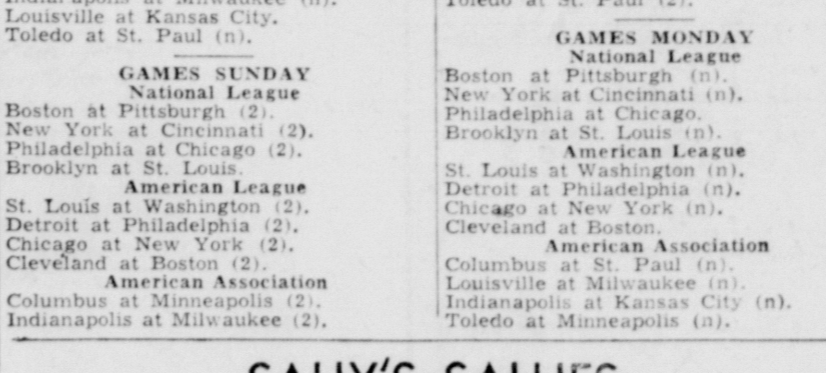 Louisville at Kansas City.
Toledo at St. Paul (n).
GAMES SUNDAY
National League
Boston at Pittsburgh (2).
New York at Cincinnati (2).
Philadelphia at Chicago (2).
Brooklyn at St. Louis.
American League
St. Louis at Washington (2).
Detroit at Philadelphia (2).
Chicago at New York (2).
Cleveland at Boston (2).
American Association
Columbus at Minneapolis (2).
Indianapolis at Milwaukee (2).
GAMES MONDAY
National League
Boston at Pittsburgh (n).
New York at Cincinnati (n).
Philadelphia at Chicago.
Brooklyn at St. Louis (n).
American League
St. Louis at Washington (n).
Detroit at Philadelphia (n).
Chicago at New York (n).
Cleveland at Boston.
American Association
Columbus at St. Paul (n).
Louisville at Milwaukee (n).
Indianapolis at Kansas City (n).
Toledo at Minneapolis (n).